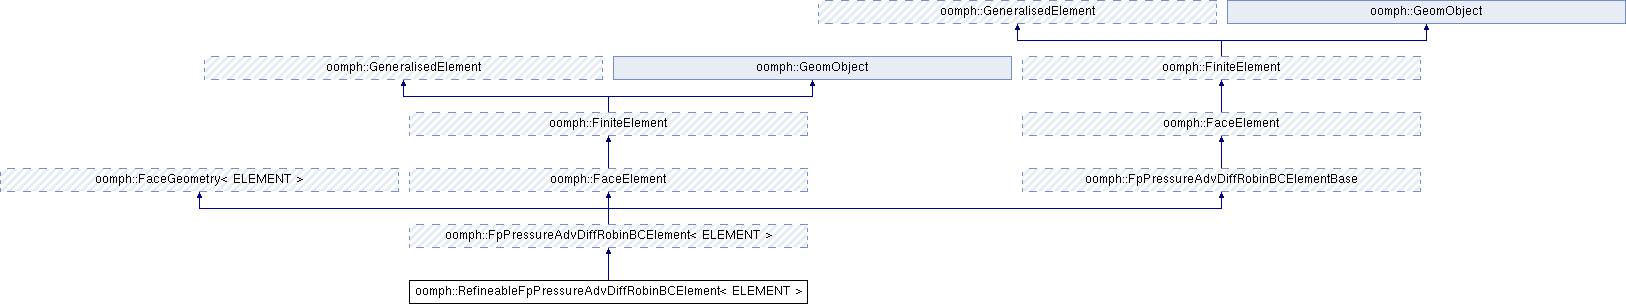 oomph::GeneralisedElement
oomph::GeomObject
oomph::GeneralisedElement
oomph::GeomObject
oomph::FiniteElement
oomph::FiniteElement
oomph::FaceElement
oomph::FaceGeometry< ELEMENT >
oomph::FaceElement
oomph::FpPressureAdvDiffRobinBCElementBase
oomph::FpPressureAdvDiffRobinBCElement< ELEMENT >
oomph::RefineableFpPressureAdvDiffRobinBCElement< ELEMENT >